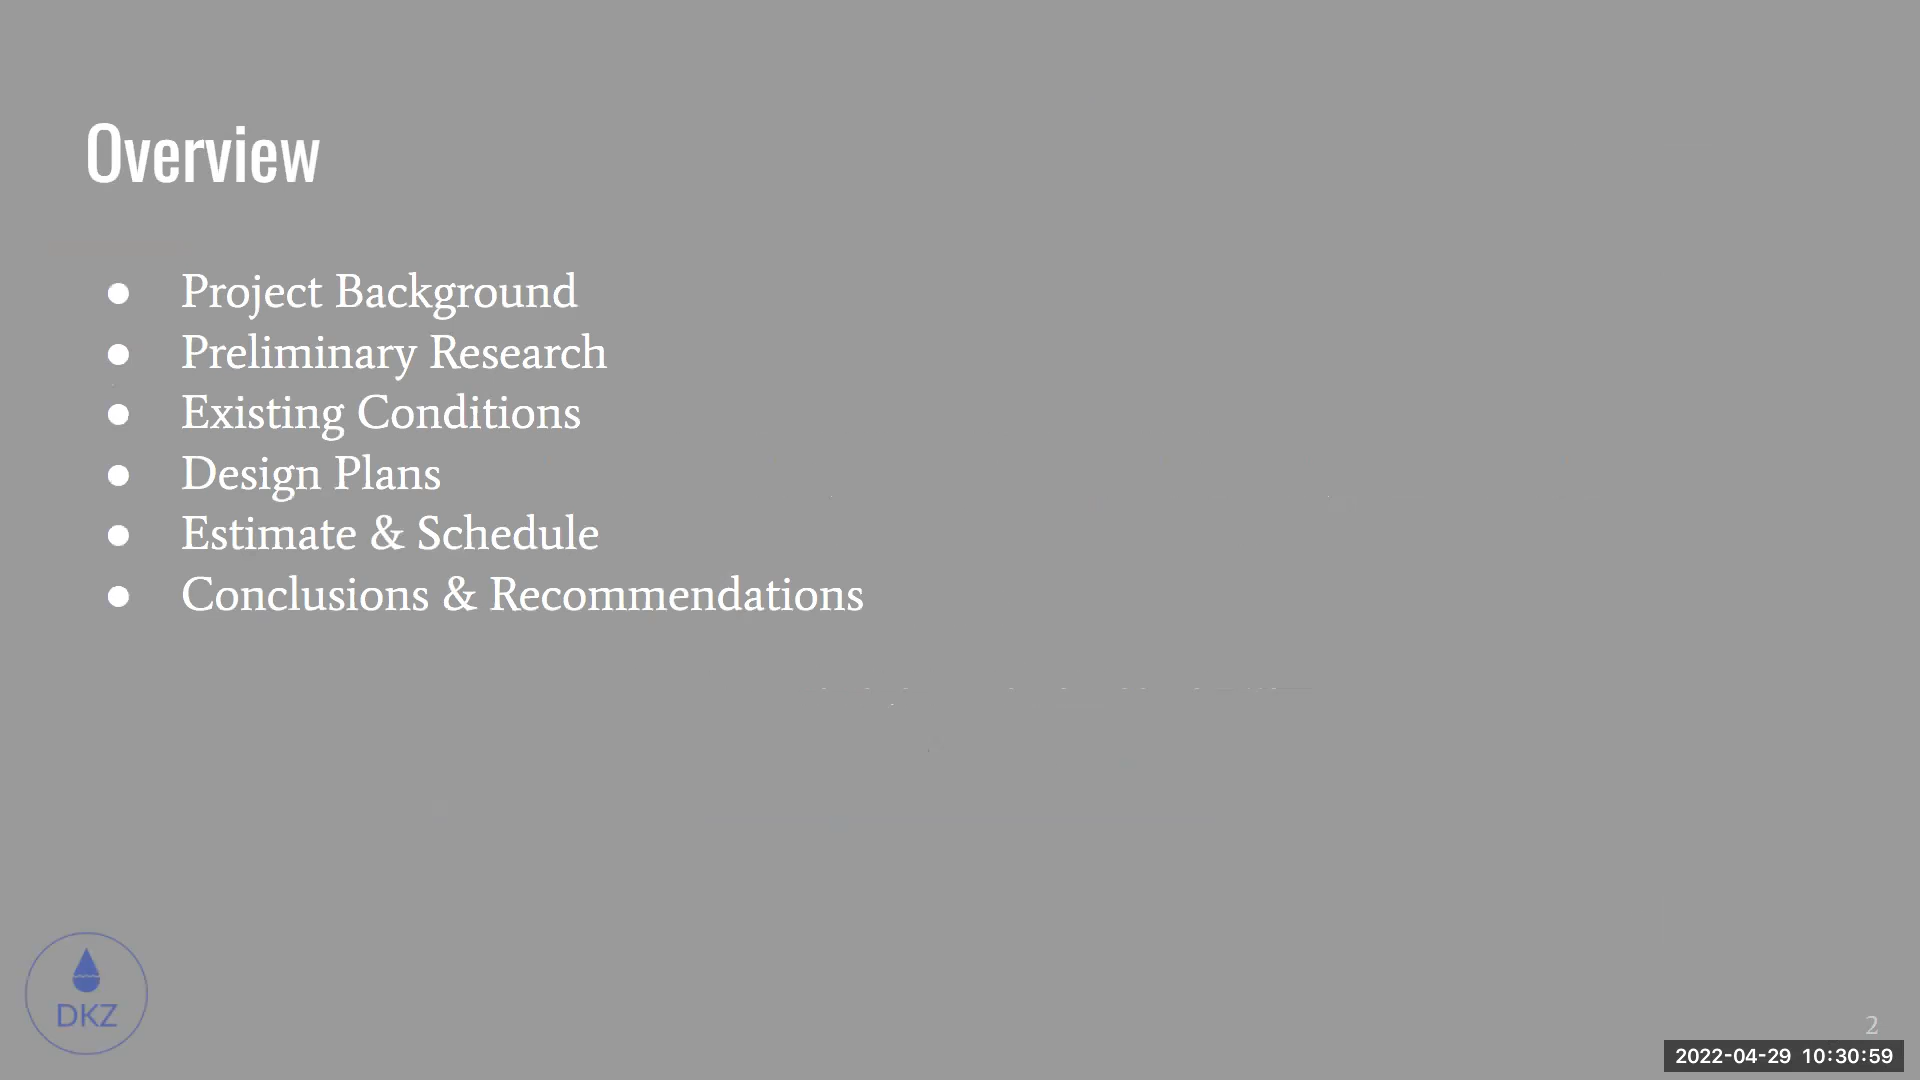 Overview
● Project Background
● Preliminary Research
● Existing Conditions
● Design Plans
● Estimate & Schedule
● Conclusions & Recommendations
DKZ
2
2022-04-29 10:30:59